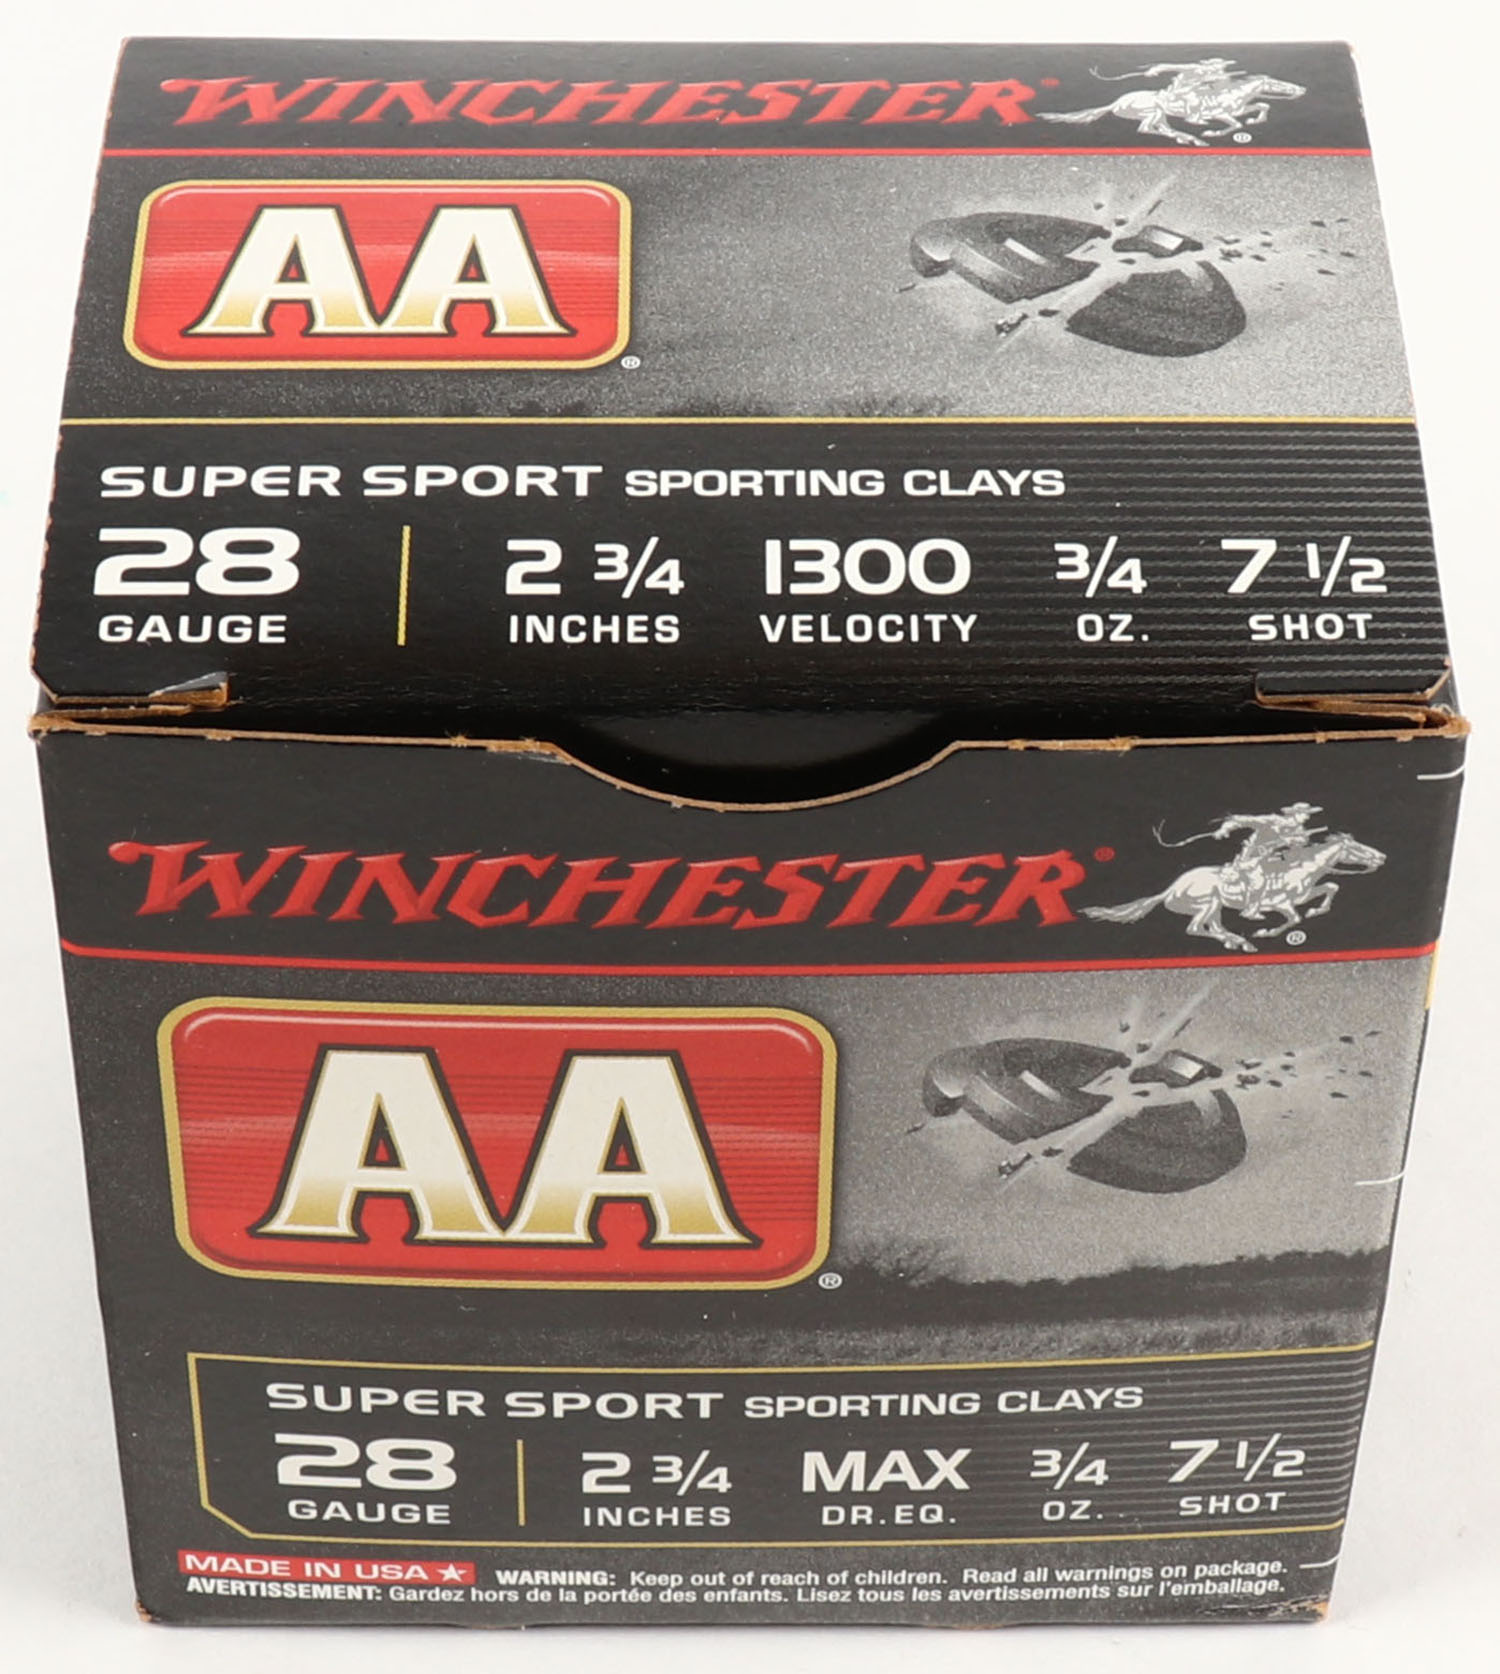 WINCHESTER®
®
AA
®
SUPER SPORT SPORTING CLAYS
28 2 3/4 1300 3/4 7 1/2
GAUGE INCHES VELOCITY OZ. SHOT
WINCHESTER®
®
AA
®
SUPER SPORT SPORTING CLAYS
28 2 3/4 MAX 3/4 7 1/2
GAUGE INCHES DR.EQ. OZ. SHOT
MADE IN USA ★ WARNING: Keep out of reach of children. Read all warnings on package.
AVERTISSEMENT: Gardez hors de la portée des enfants. Lisez tous les avertissements sur l'emballage.